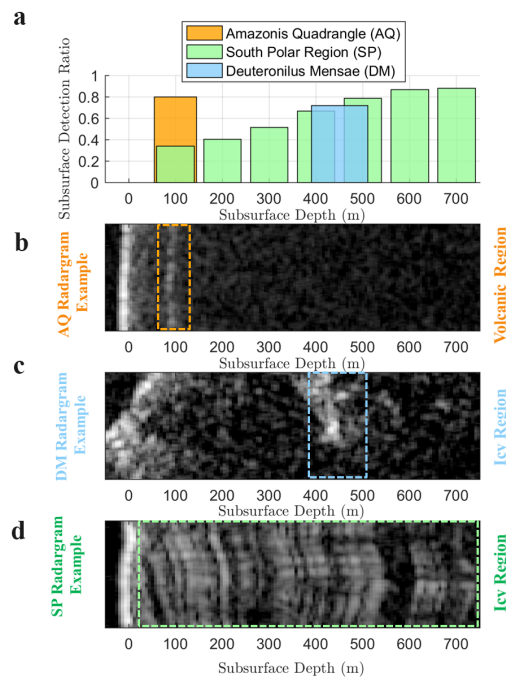 a
Amazonis Quadrangle (AQ)
South Polar Region (SP)
Deuteronilus Mensae (DM)
Subsurface Detection Ratio
1
0.8
0.6
0.4
0.2
0
0 100 200 300 400 500 600 700
Subsurface Depth (m)
b
AQ Radargram
Example
Volcanic Region
0 100 200 300 400 500 600 700
Subsurface Depth (m)
c
DM Radargram
Example
Icy Region
0 100 200 300 400 500 600 700
Subsurface Depth (m)
d
SP Radargram
Example
Icy Region
0 100 200 300 400 500 600 700
Subsurface Depth (m)